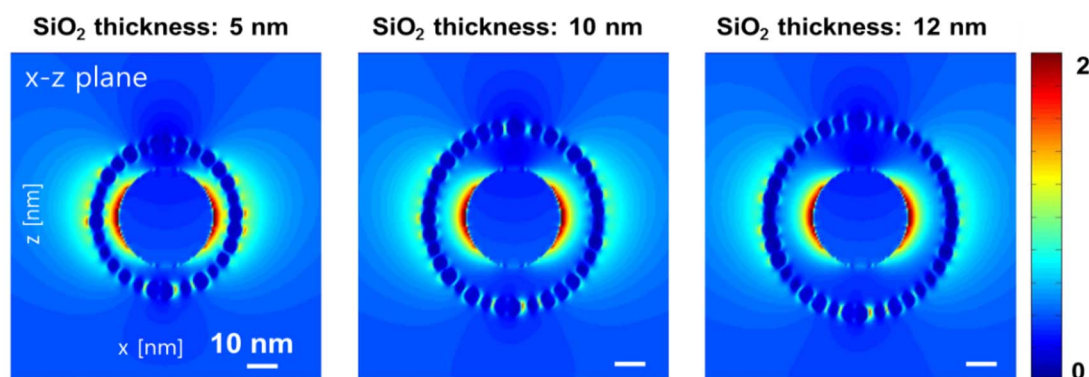 SiO₂ thickness: 5 nm
SiO₂ thickness: 10 nm
SiO₂ thickness: 12 nm
x-z plane
z [nm]
x [nm]
10 nm
2
0